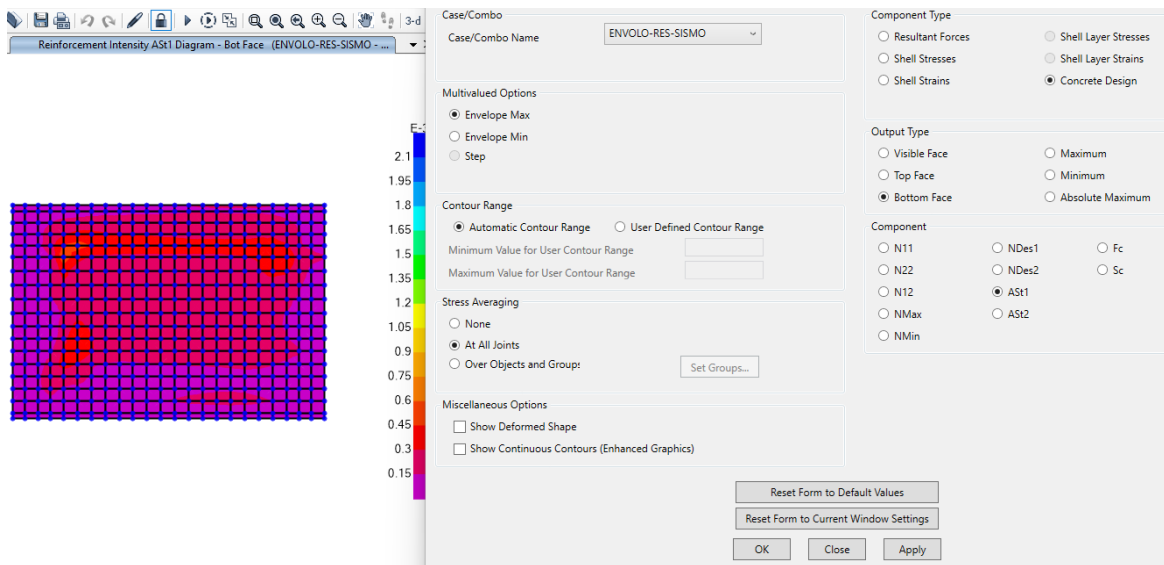 3-d
Reinforcement Intensity ASt1 Diagram - Bot Face (ENVOLO-RES-SISMO - ...
2.1
1.95
1.8
1.65
1.5
1.35
1.2
1.05
0.9
0.75
0.6
0.45
0.3
0.15
Case/Combo
Case/Combo Name
ENVOLO-RES-SISMO
Multivalued Options
Envelope Max
Envelope Min
Step
Contour Range
Automatic Contour Range
User Defined Contour Range
Minimum Value for User Contour Range
Maximum Value for User Contour Range
Stress Averaging
None
At All Joints
Over Objects and Groups
Set Groups...
Miscellaneous Options
Show Deformed Shape
Show Continuous Contours (Enhanced Graphics)
Component Type
Resultant Forces
Shell Layer Stresses
Shell Stresses
Shell Layer Strains
Shell Strains
Concrete Design
Output Type
Visible Face
Maximum
Top Face
Minimum
Bottom Face
Absolute Maximum
Component
N11
NDes1
Fc
N22
NDes2
Sc
N12
ASt1
NMax
ASt2
NMin
Reset Form to Default Values
Reset Form to Current Window Settings
OK
Close
Apply